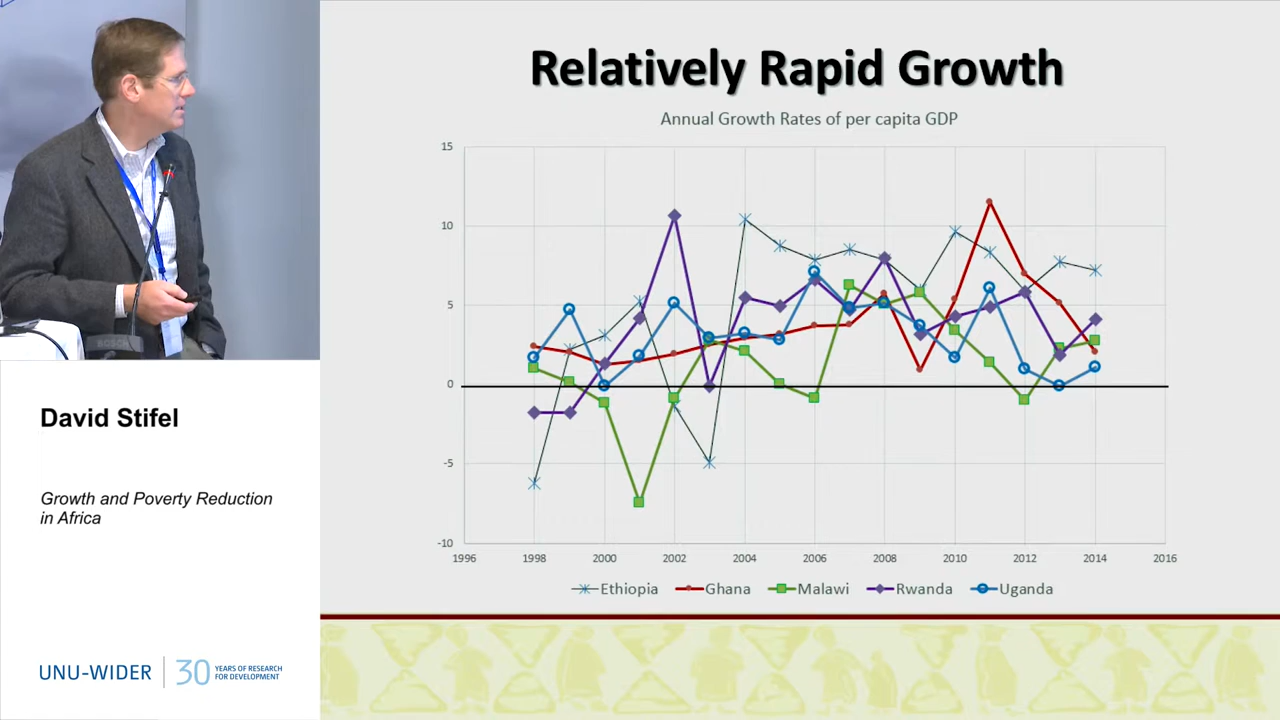 Relatively Rapid Growth
Annual Growth Rates of per capita GDP
15
10
5
0
-5
-10
1996 1998 2000 2002 2004 2006 2008 2010 2012 2014 2016
Ethiopia Ghana Malawi Rwanda Uganda
BOSCH
David Stifel
Growth and Poverty Reduction
in Africa
UNU-WIDER
30 YEARS OF RESEARCH
FOR DEVELOPMENT